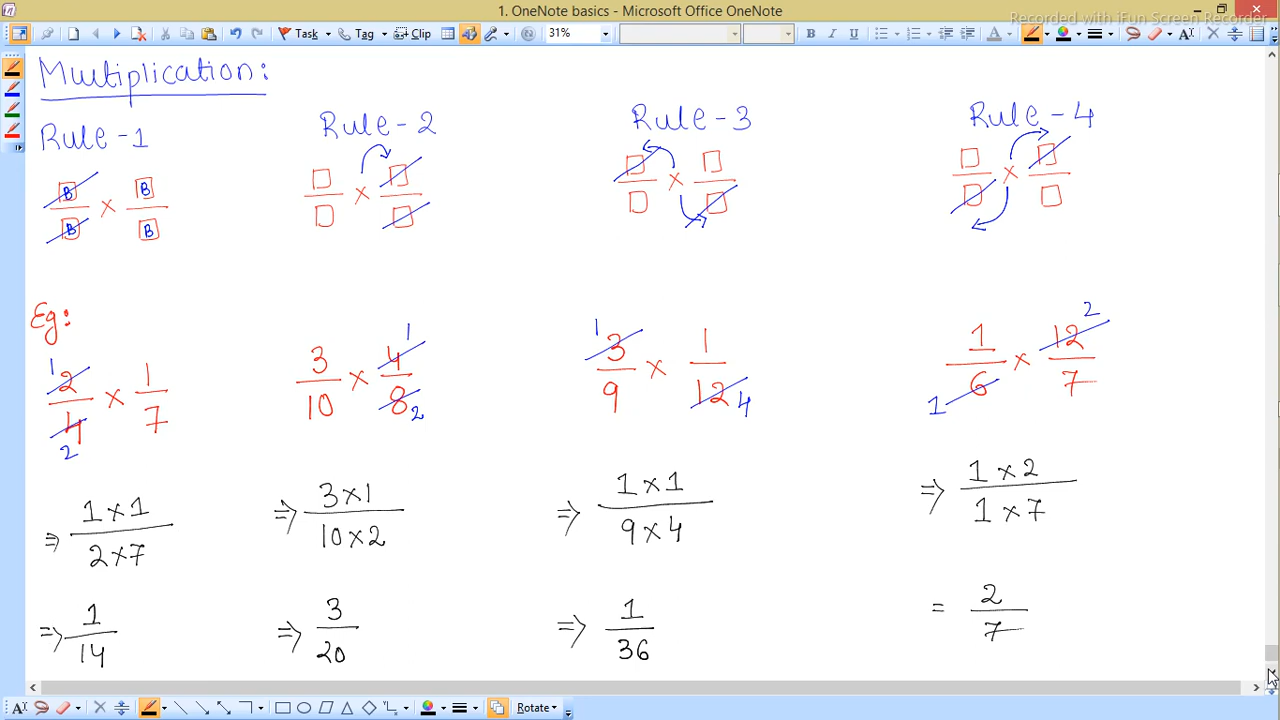 1. OneNote basics - Microsoft Office OneNote
Recorded with iFun Screen Recorder
Task Tag Clip 31% B I U A
Multiplication:
Rule-1 Rule-2 Rule-3 Rule-4
B/B × B/B □/□ × □/□ □/□ × □/□ □/□ × □/□
Eg:
1 1 1 2
2/4 × 1/7 3/10 × 4/8 3/9 × 1/12 1/6 × 12/7
2 2 4 1
⇒ 1×1/2×7 ⇒ 3×1/10×2 ⇒ 1×1/9×4 ⇒ 1×2/1×7
⇒ 1/14 ⇒ 3/20 ⇒ 1/36 = 2/7
Rotate